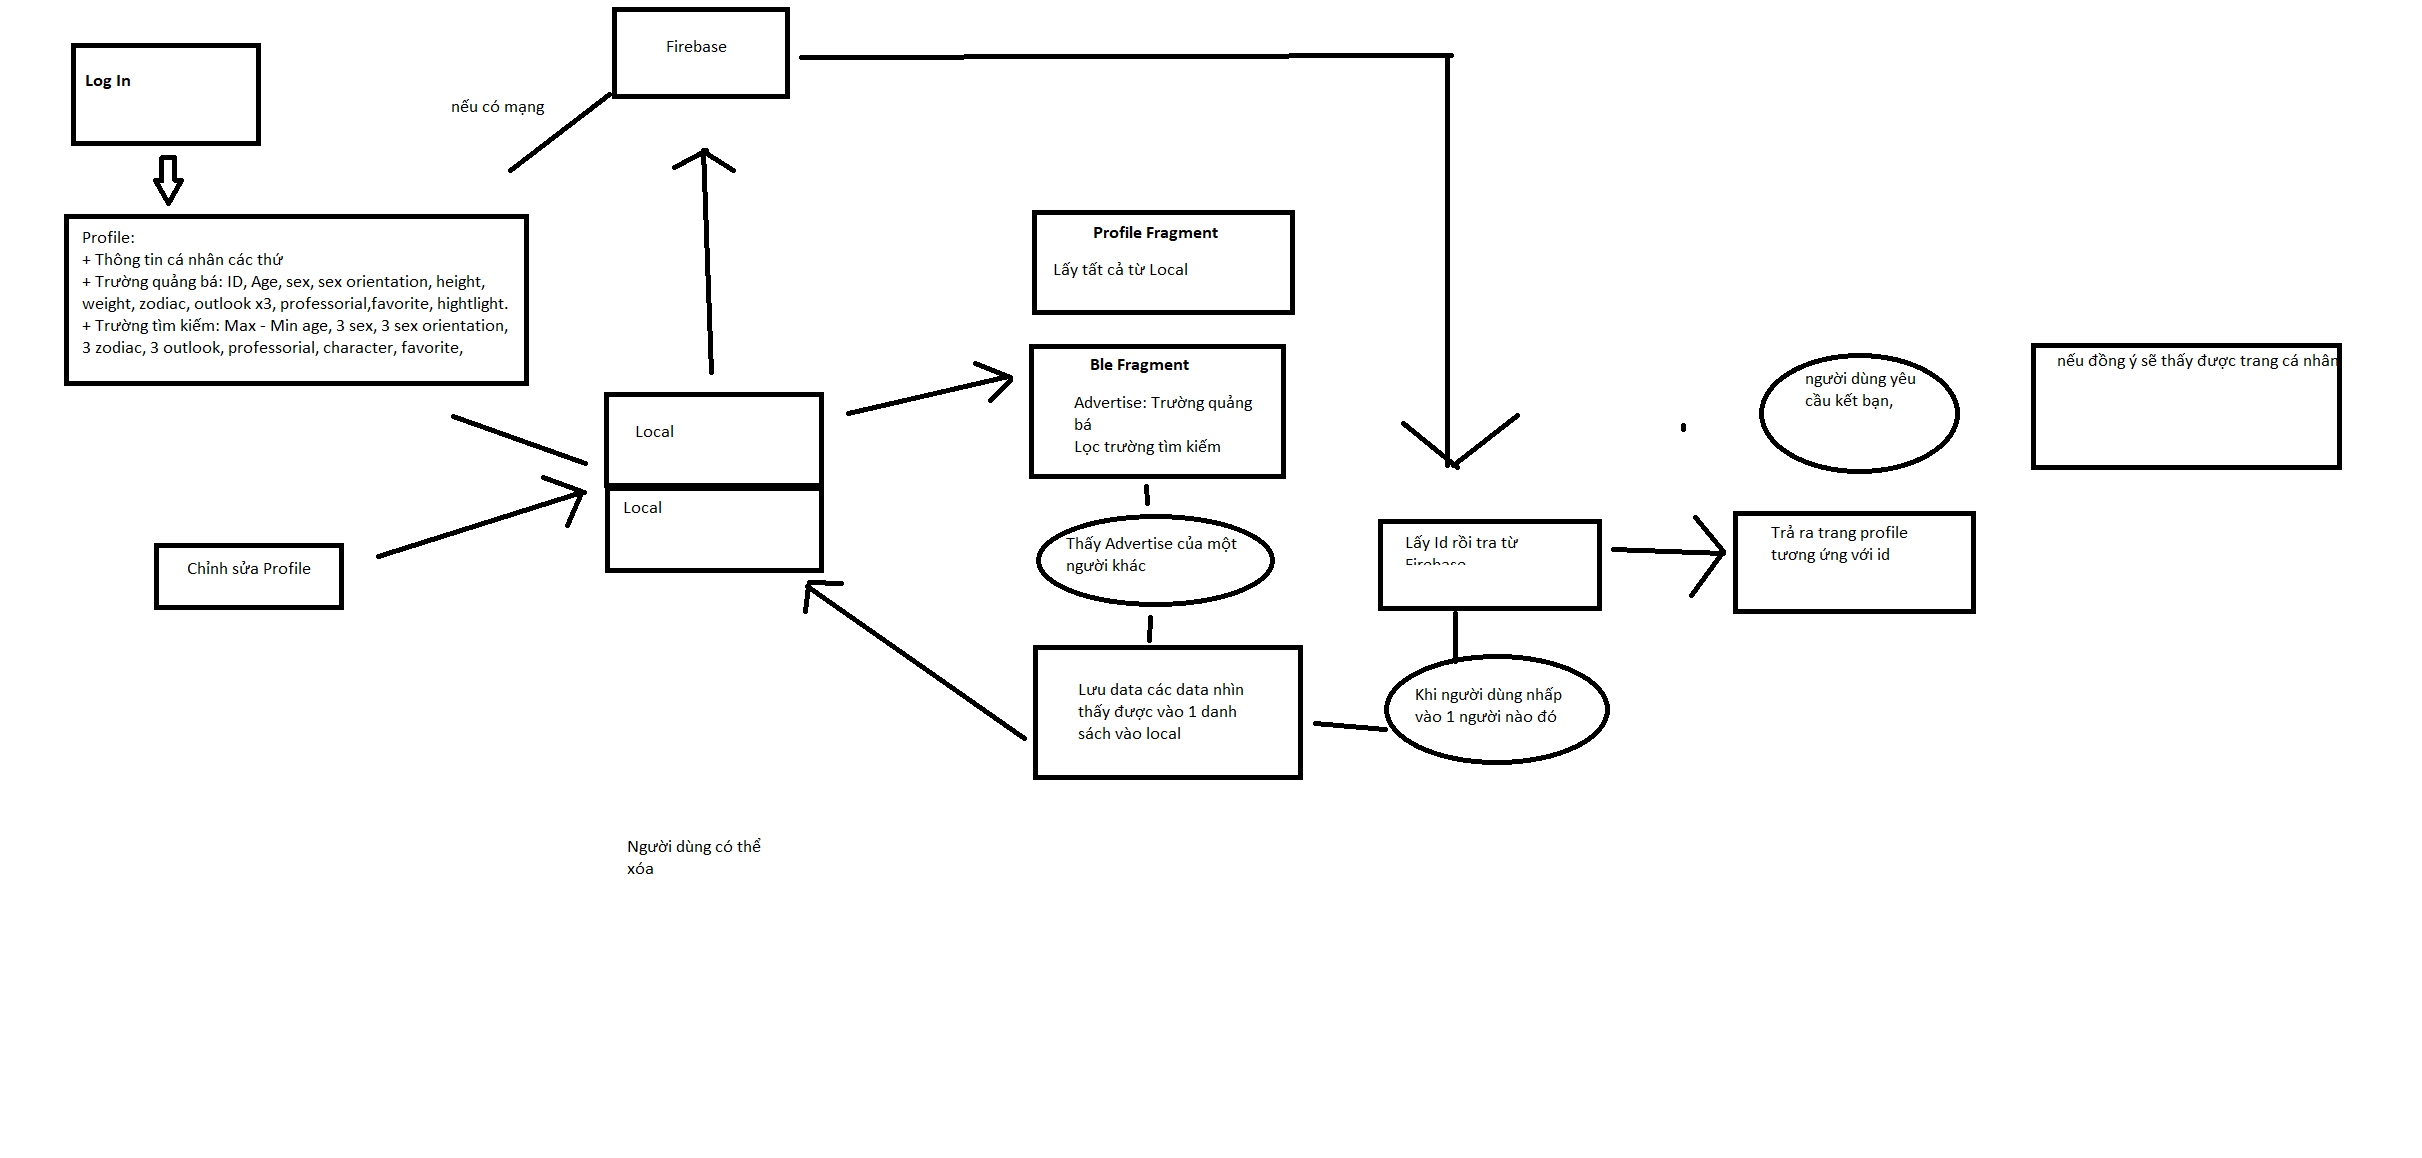 Firebase
Log In
nếu có mạng
Profile:
+ Thông tin cá nhân các thứ
+ Trường quảng bá: ID, Age, sex, sex orientation, height,
weight, zodiac, outlook x3, professorial,favorite, hightlight.
+ Trường tìm kiếm: Max - Min age, 3 sex, 3 sex orientation,
3 zodiac, 3 outlook, professorial, character, favorite,
Profile Fragment
Lấy tất cả từ Local
Ble Fragment
Advertise: Trường quảng
bá
Lọc trường tìm kiếm
Local
Local
Chỉnh sửa Profile
Thấy Advertise của một
người khác
Lưu data các data nhìn
thấy được vào 1 danh
sách vào local
Khi người dùng nhấp
vào 1 người nào đó
Lấy Id rồi tra từ
Firebase
Trả ra trang profile
tương ứng với id
người dùng yêu
cầu kết bạn,
nếu đồng ý sẽ thấy được trang cá nhân
Người dùng có thể
xóa